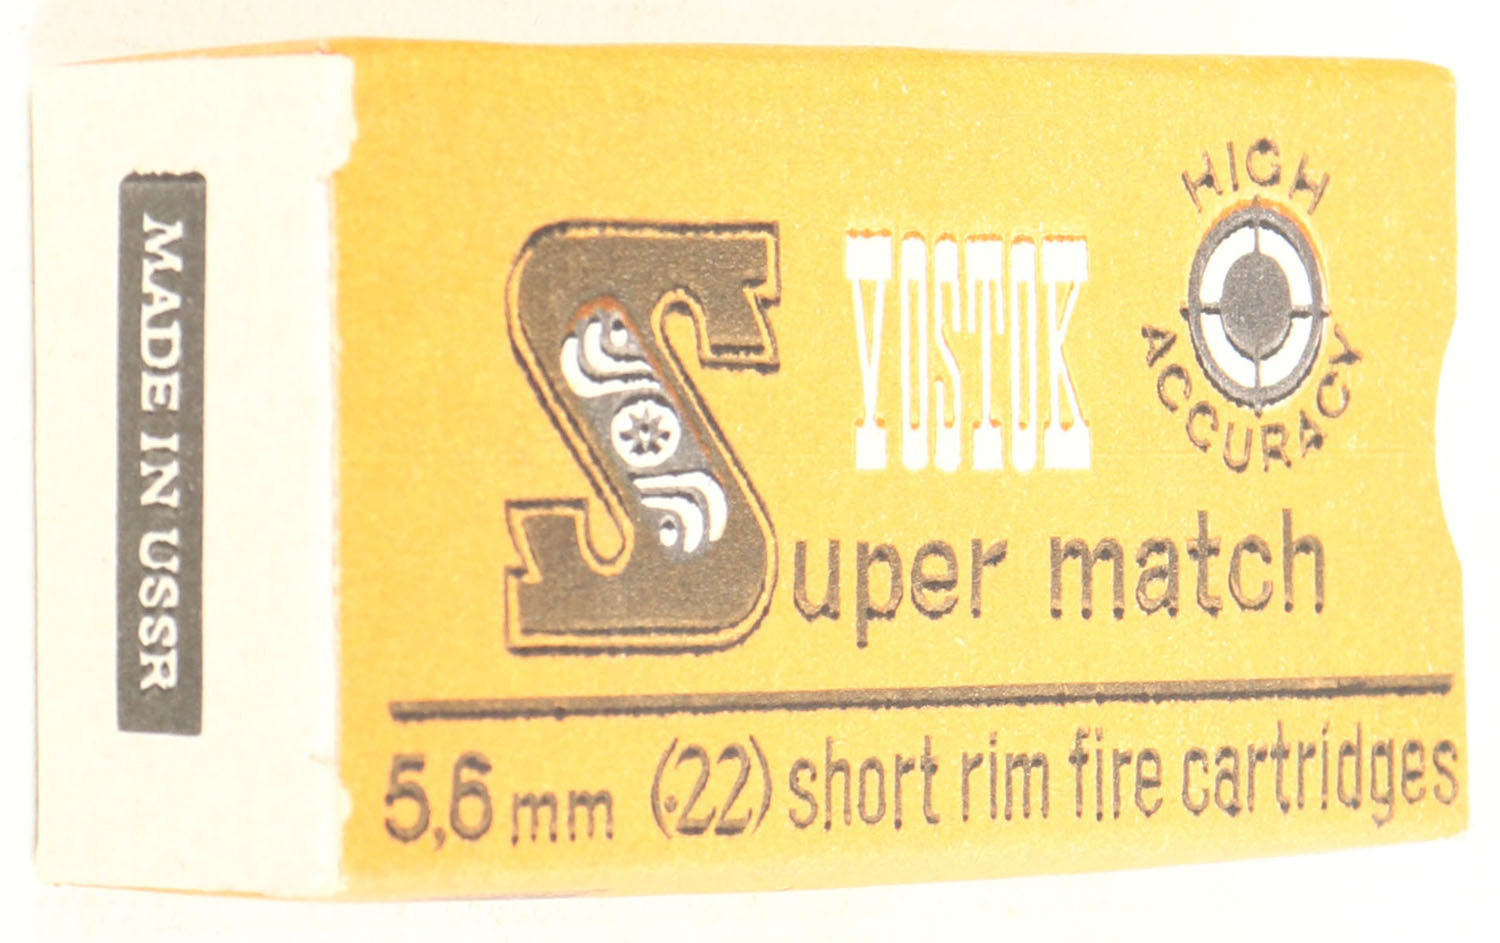 MADE IN USSR
VOSTOK
HIGH
ACCURACY
Super match
5,6 mm (.22) short rim fire cartridges